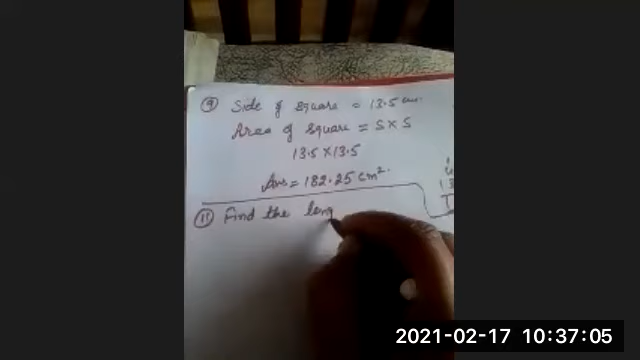 9 Side of square = 13.5 cm.
Area of square = S x S
13.5 x 13.5
Ans = 182.25 cm².
11 Find the leng
2021-02-17 10:37:05